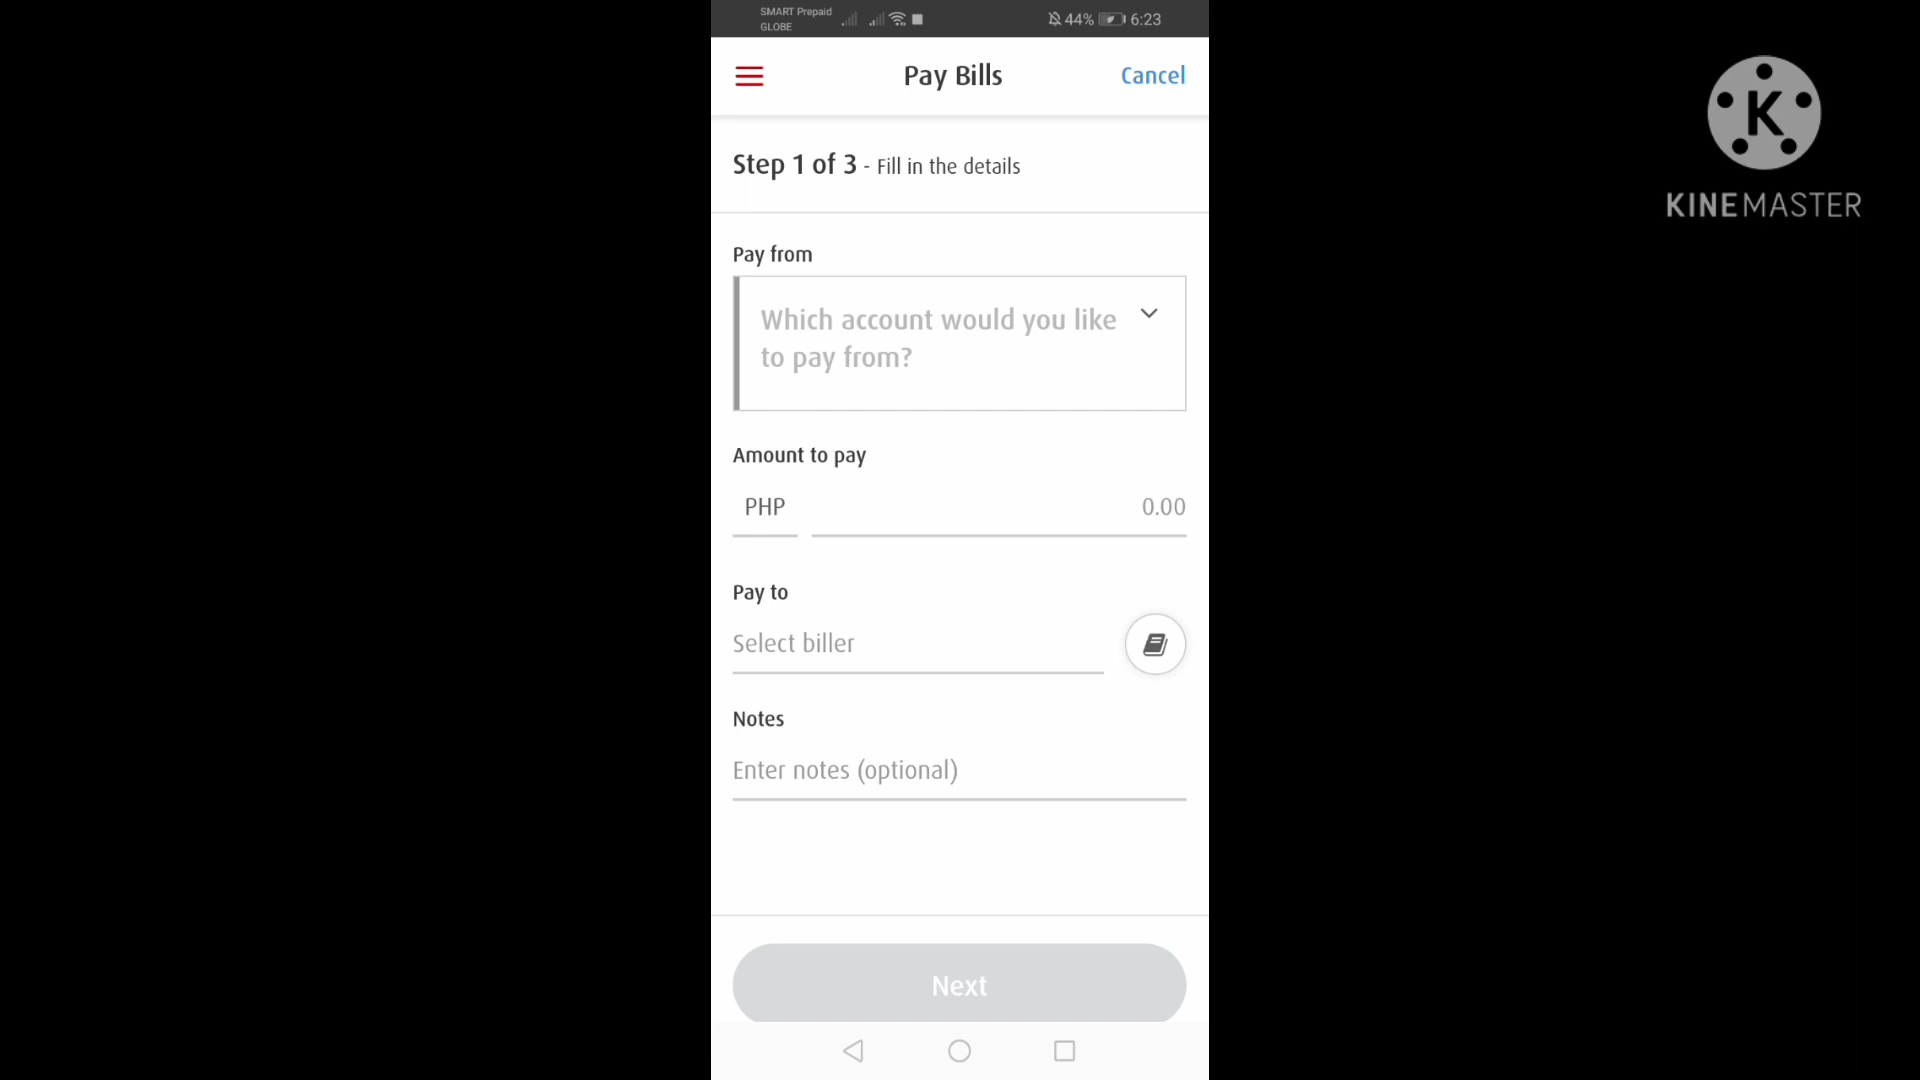 SMART Prepaid
GLOBE
44% 6:23
Pay Bills
Cancel
K
KINEMASTER
Step 1 of 3 - Fill in the details
Pay from
Which account would you like
to pay from?
Amount to pay
PHP 0.00
Pay to
Select biller
Notes
Enter notes (optional)
Next